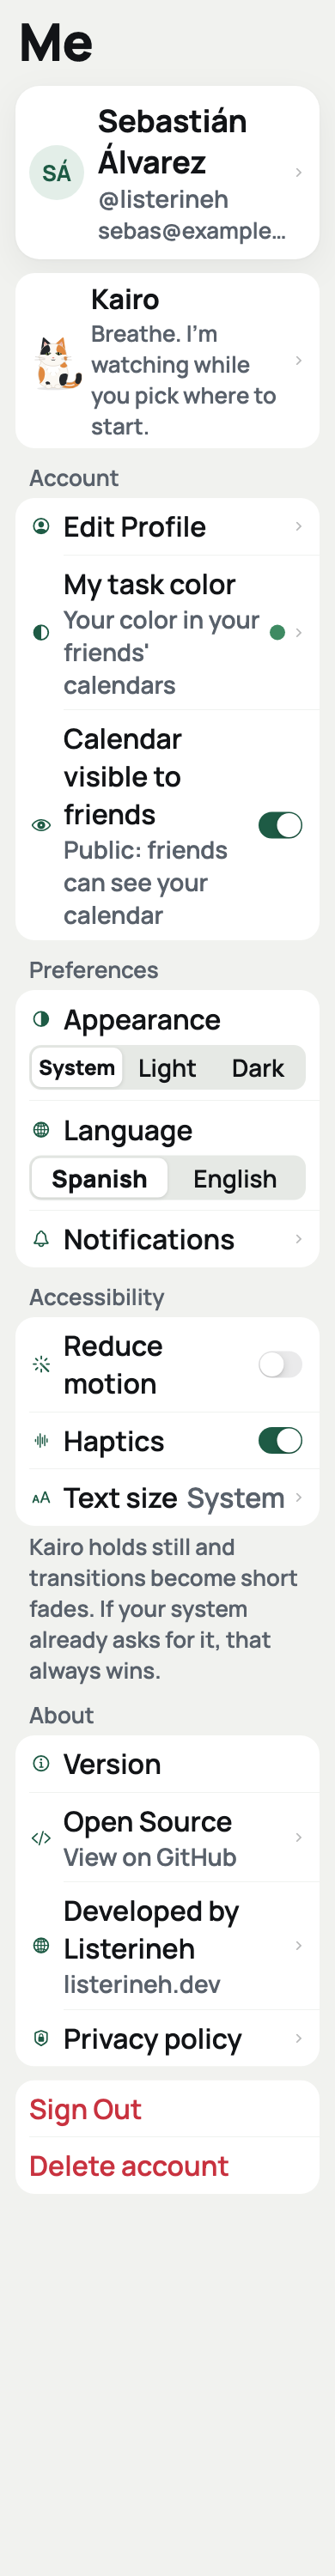 Me
SÁ
Sebastián
Álvarez
@listerineh
sebas@example...
Kairo
Breathe. I'm
watching while
you pick where to
start.
Account
Edit Profile
My task color
Your color in your
friends'
calendars
Calendar
visible to
friends
Public: friends
can see your
calendar
Preferences
Appearance
System Light Dark
Language
Spanish English
Notifications
Accessibility
Reduce
motion
Haptics
AA Text size System
Kairo holds still and
transitions become short
fades. If your system
already asks for it, that
always wins.
About
Version
Open Source
View on GitHub
Developed by
Listerineh
listerineh.dev
Privacy policy
Sign Out
Delete account